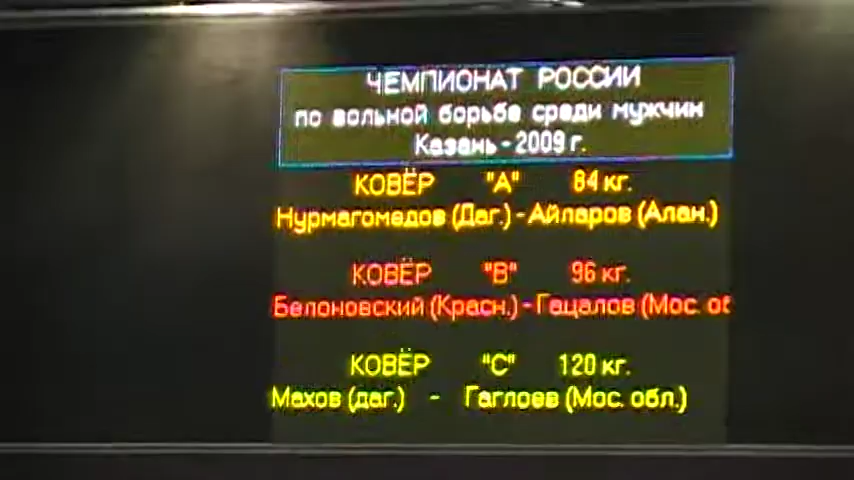 ЧЕМПИОНАТ РОССИИ
по вольной борьбе среди мужчин
Казань - 2009 г.
КОВЁР "А" 84 кг.
Нурмагомедов (Даг.) - Айларов (Алан.)
КОВЁР "В" 96 кг.
Белоновский (Красн.) - Гацалов (Мос. об
КОВЁР "С" 120 кг.
Махов (даг.) - Гаглоев (Мос. обл.)